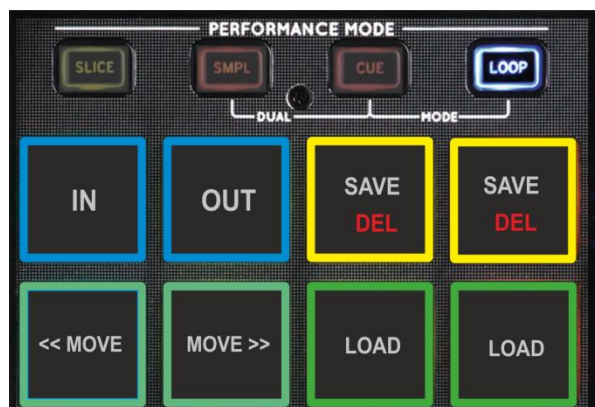 PERFORMANCE MODE
SLICE SMPL CUE LOOP
DUAL MODE
IN OUT SAVE SAVE
DEL DEL
<< MOVE MOVE >> LOAD LOAD